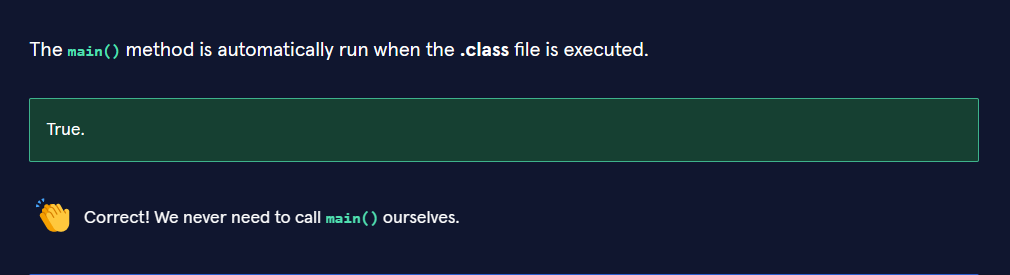 The main() method is automatically run when the .class file is executed.
True.
Correct! We never need to call main() ourselves.